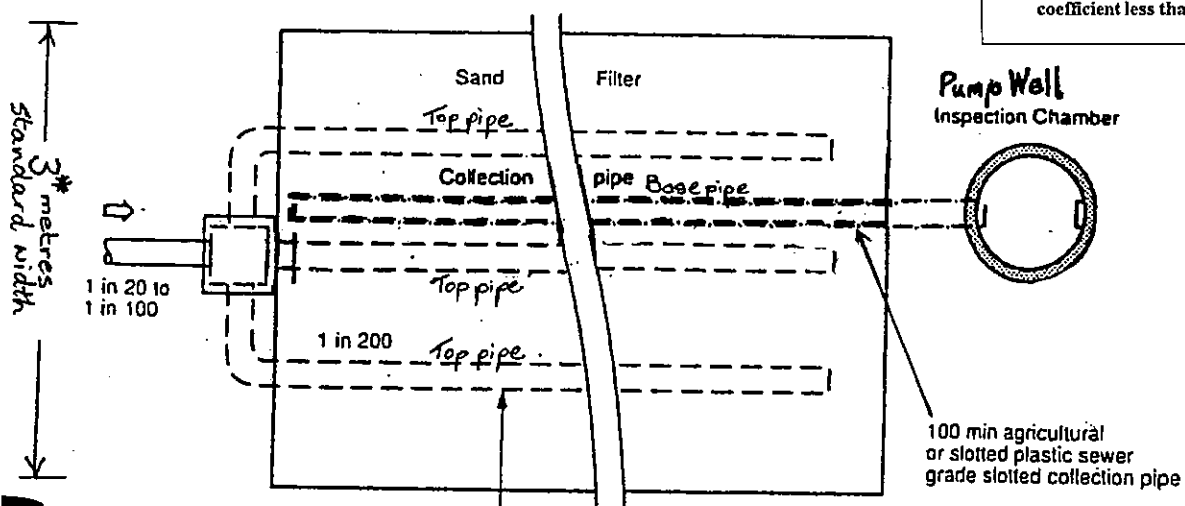 coefficient less tha
Sand Filter
Pump Well
Inspection Chamber
Top pipe
Collection pipe Base pipe
3* metres
standard width
1 in 20 to
1 in 100
Top pipe
1 in 200 Top pipe
100 min agricultural
or slotted plastic sewer
grade slotted collection pipe